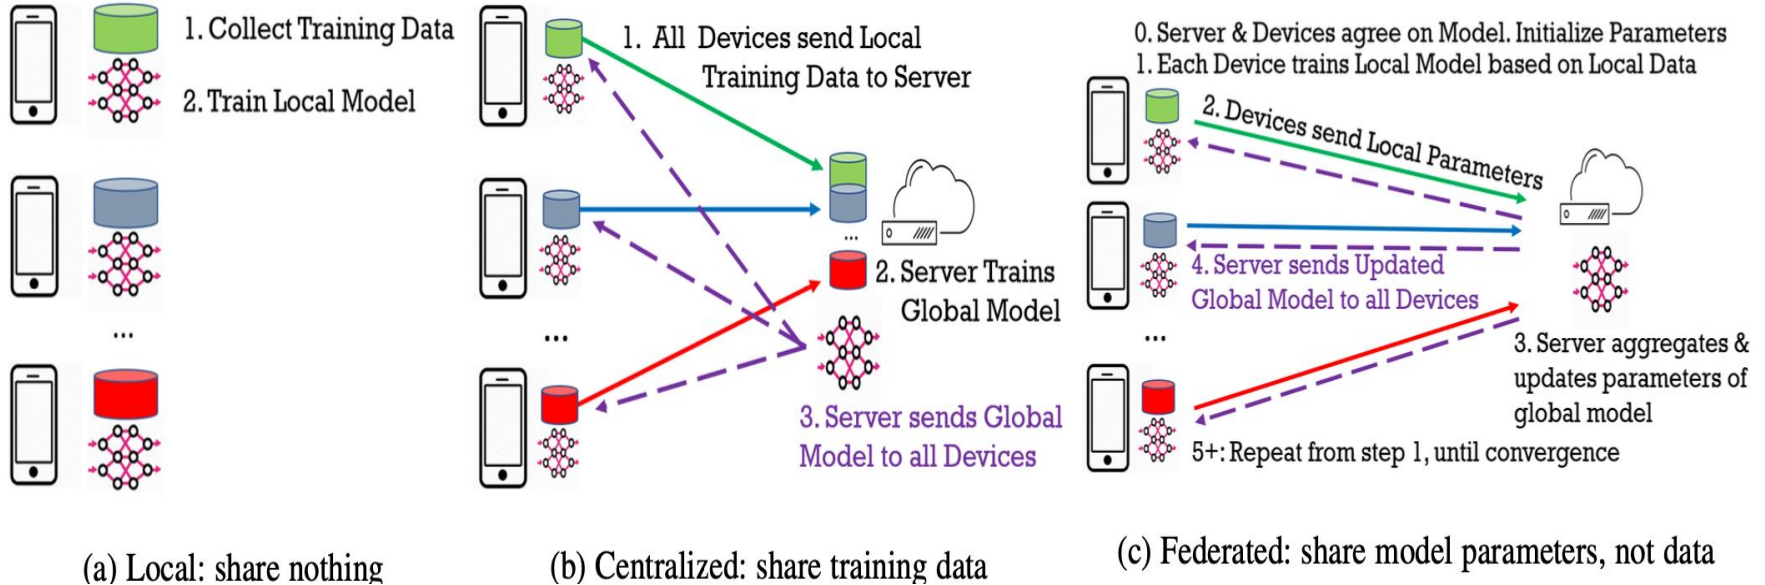 1. Collect Training Data
2. Train Local Model
...
(a) Local: share nothing
1. All Devices send Local
Training Data to Server
...
2. Server Trains
Global Model
...
3. Server sends Global
Model to all Devices
(b) Centralized: share training data
0. Server & Devices agree on Model. Initialize Parameters
1. Each Device trains Local Model based on Local Data
2. Devices send Local Parameters
4. Server sends Updated
Global Model to all Devices
...
3. Server aggregates &
updates parameters of
global model
5+: Repeat from step 1, until convergence
(c) Federated: share model parameters, not data